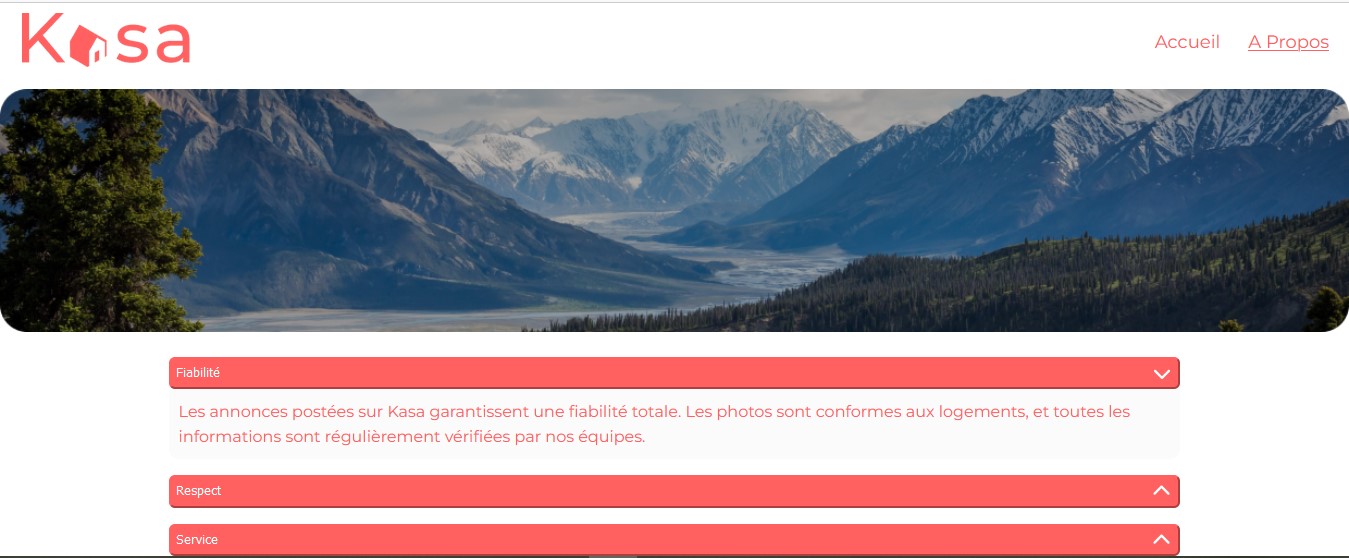 Kasa
Accueil A Propos
Fiabilité
Les annonces postées sur Kasa garantissent une fiabilité totale. Les photos sont conformes aux logements, et toutes les
informations sont régulièrement vérifiées par nos équipes.
Respect
Service